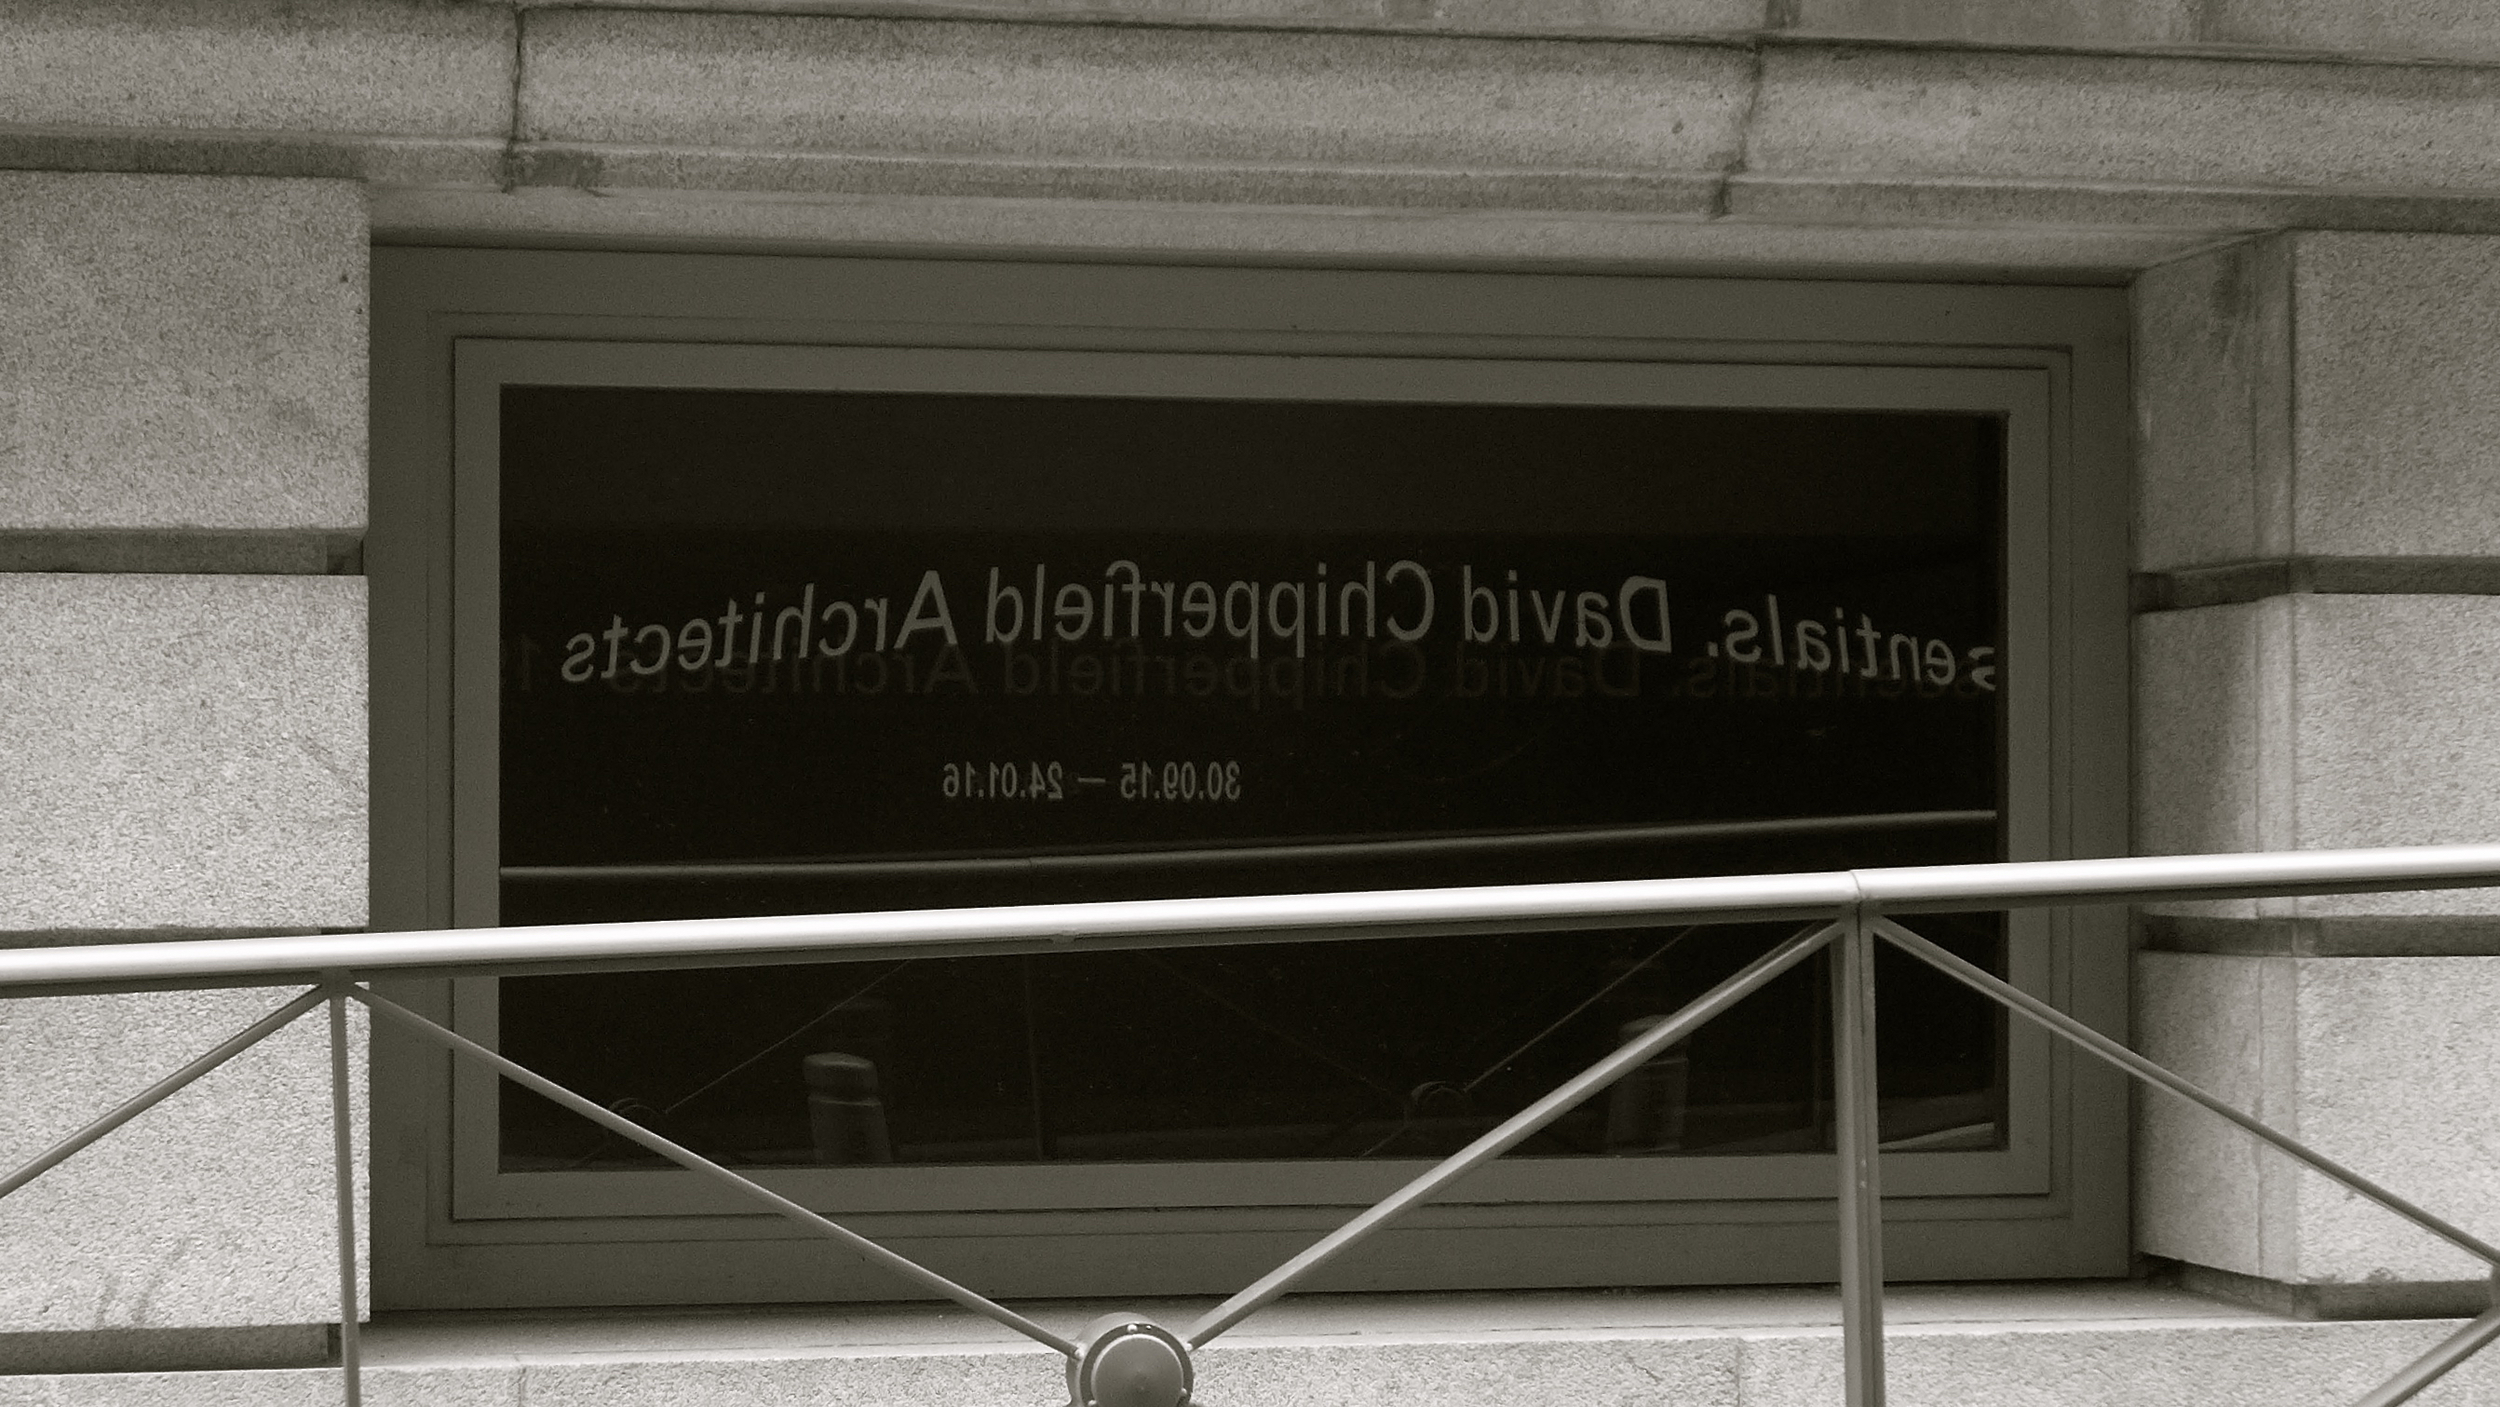 sentials. David Chipperfield Architects
30.09.15 — 24.01.16